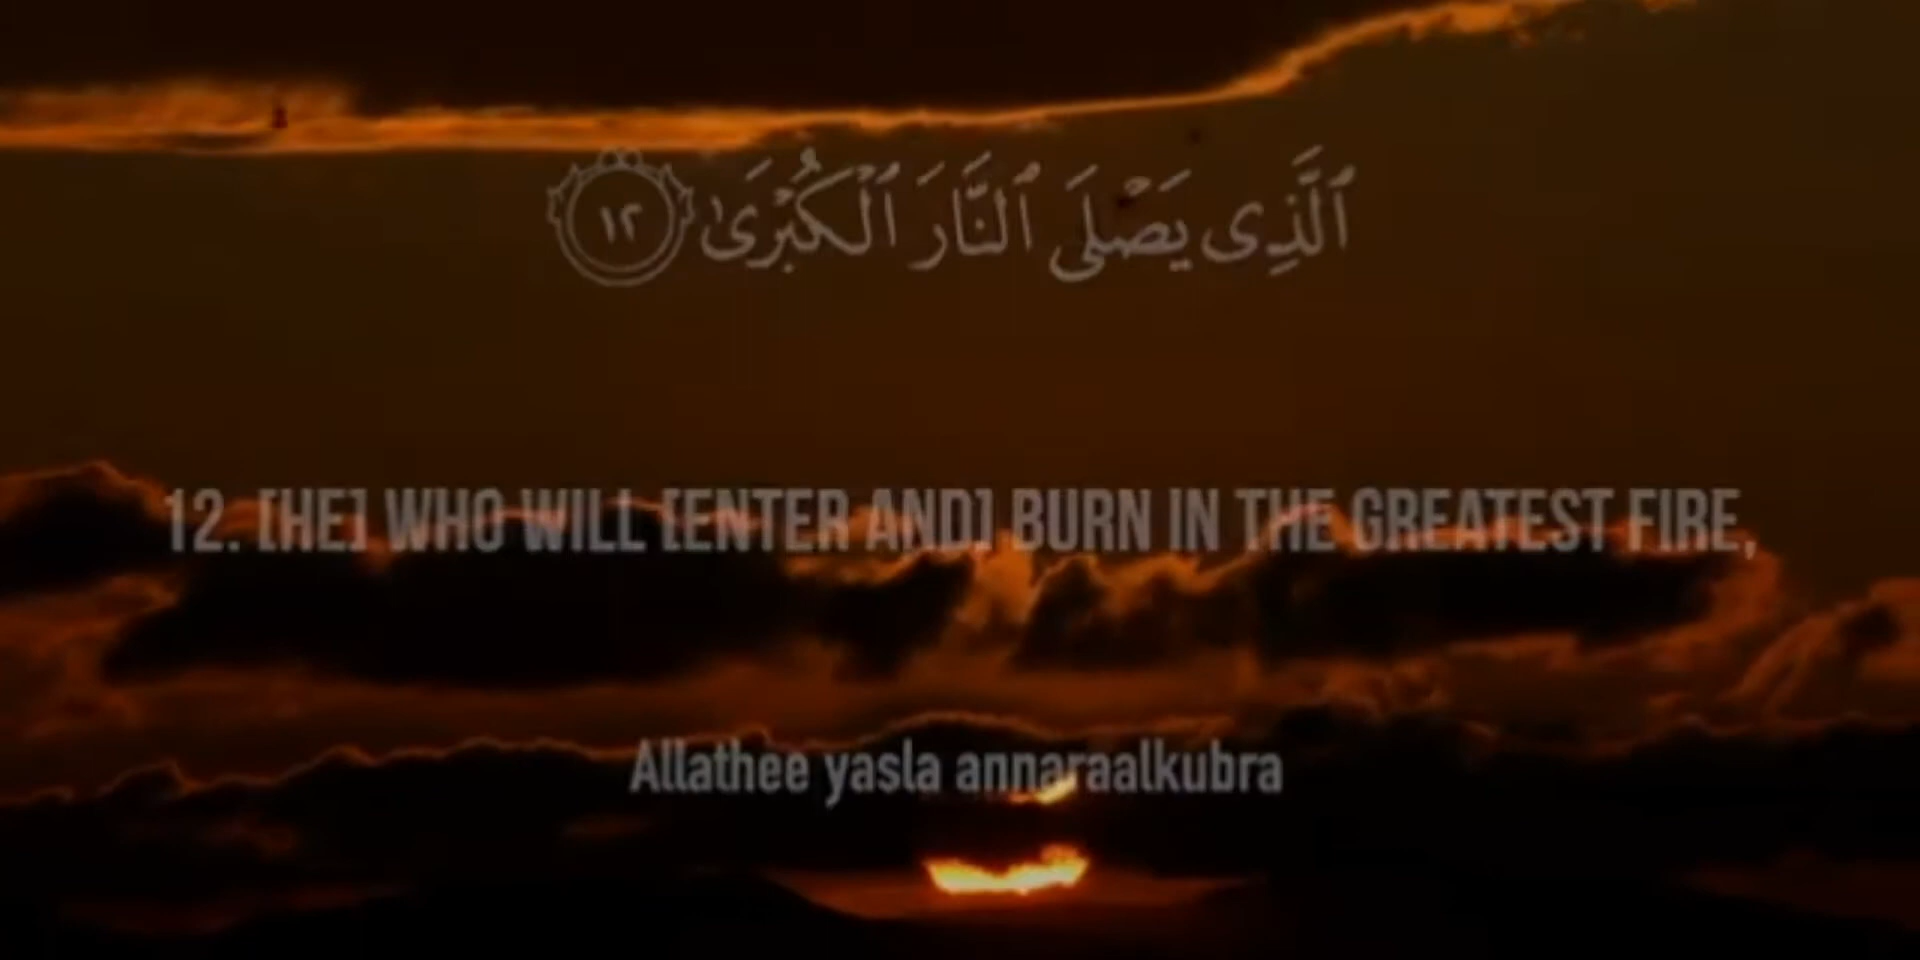 ٱلَّذِى يَصْلَى ٱلنَّارَ ٱلْكُبْرَىٰ ١٢
12. [HE] WHO WILL [ENTER AND] BURN IN THE GREATEST FIRE,
Allathee yasla annaraalkubra